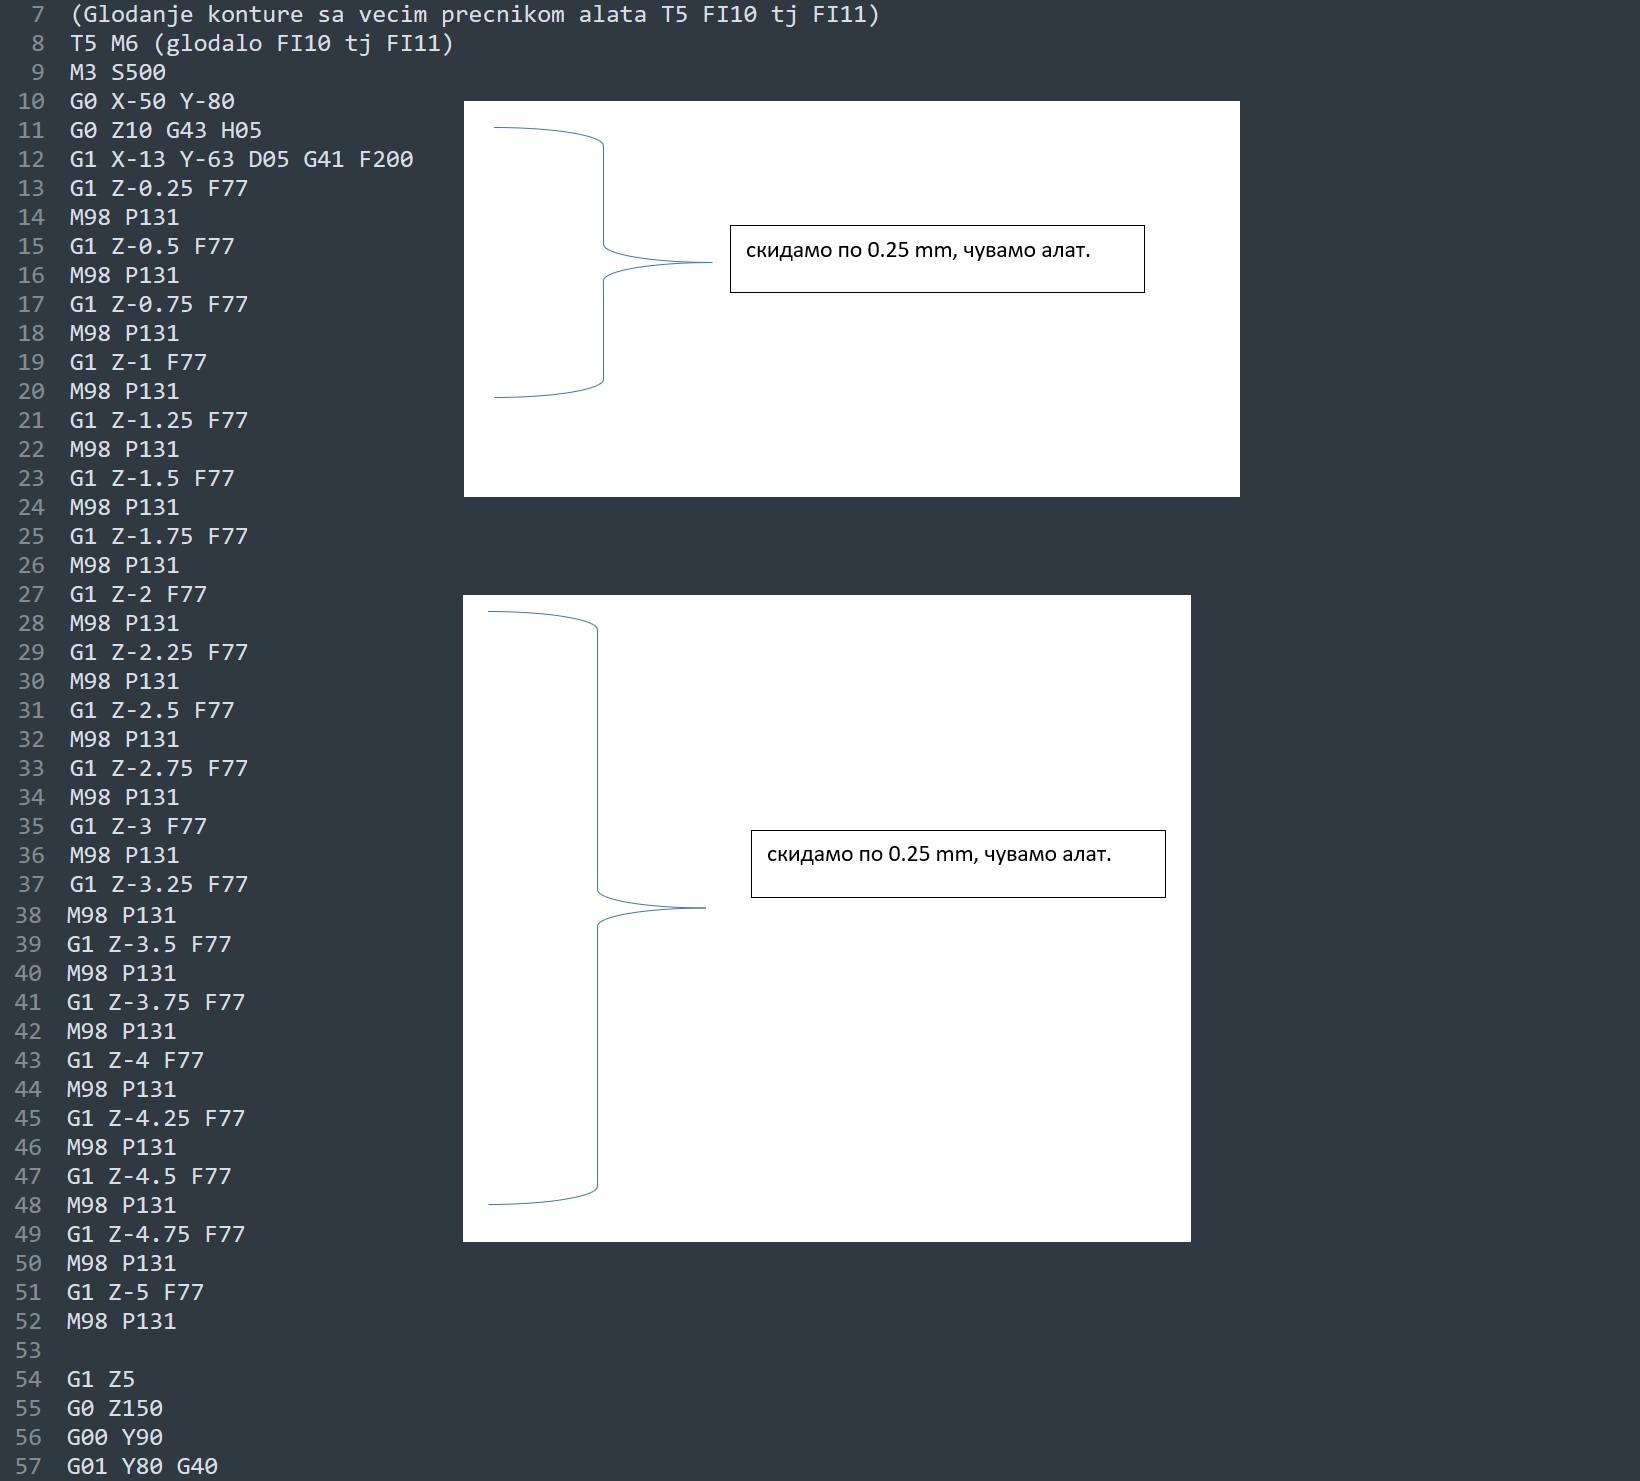 7 (Glodanje konture sa vecim precnikom alata T5 FI10 tj FI11)
8 T5 M6 (glodalo FI10 tj FI11)
9 M3 S500
10 G0 X-50 Y-80
11 G0 Z10 G43 H05
12 G1 X-13 Y-63 D05 G41 F200
13 G1 Z-0.25 F77
14 M98 P131
15 G1 Z-0.5 F77
16 M98 P131
17 G1 Z-0.75 F77
18 M98 P131
19 G1 Z-1 F77
20 M98 P131
21 G1 Z-1.25 F77
22 M98 P131
23 G1 Z-1.5 F77
24 M98 P131
25 G1 Z-1.75 F77
26 M98 P131
27 G1 Z-2 F77
28 M98 P131
29 G1 Z-2.25 F77
30 M98 P131
31 G1 Z-2.5 F77
32 M98 P131
33 G1 Z-2.75 F77
34 M98 P131
35 G1 Z-3 F77
36 M98 P131
37 G1 Z-3.25 F77
38 M98 P131
39 G1 Z-3.5 F77
40 M98 P131
41 G1 Z-3.75 F77
42 M98 P131
43 G1 Z-4 F77
44 M98 P131
45 G1 Z-4.25 F77
46 M98 P131
47 G1 Z-4.5 F77
48 M98 P131
49 G1 Z-4.75 F77
50 M98 P131
51 G1 Z-5 F77
52 M98 P131
53
54 G1 Z5
55 G0 Z150
56 G00 Y90
57 G01 Y80 G40
скидамо по 0.25 mm, чувамо алат.
скидамо по 0.25 mm, чувамо алат.